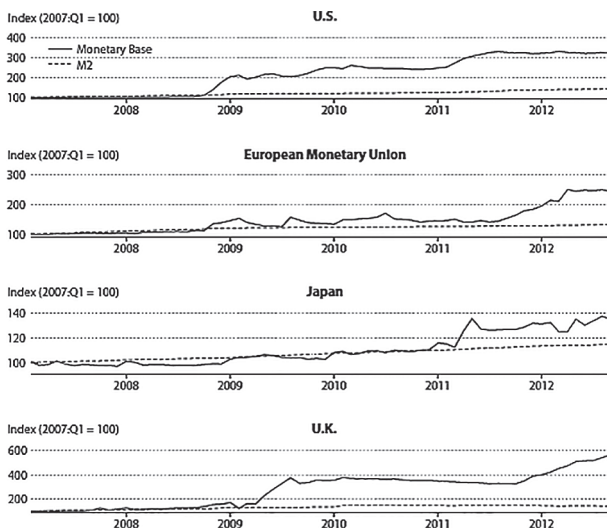 U.S.
Index (2007:Q1 = 100)
400
Monetary Base
M2
300
200
100
2008 2009 2010 2011 2012
European Monetary Union
Index (2007:Q1 = 100)
300
200
100
2008 2009 2010 2011 2012
Japan
Index (2007:Q1 = 100)
140
120
100
2008 2009 2010 2011 2012
U.K.
Index (2007:Q1 = 100)
600
400
200
2008 2009 2010 2011 2012